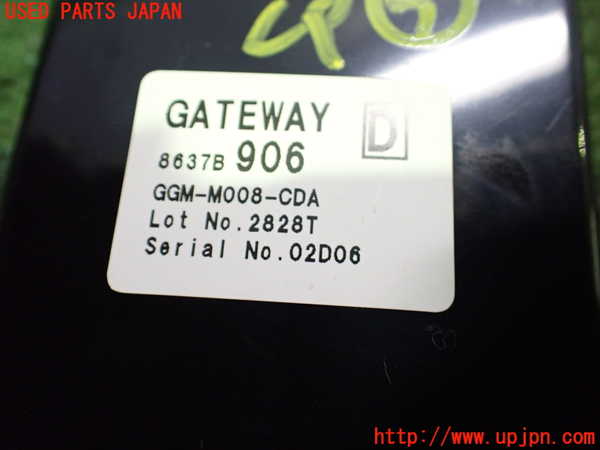 USED PARTS JAPAN
GATEWAY D
8637B 906
GGM-M008-CDA
Lot No.2828T
Serial No.02D06
http://www.upjpn.com/